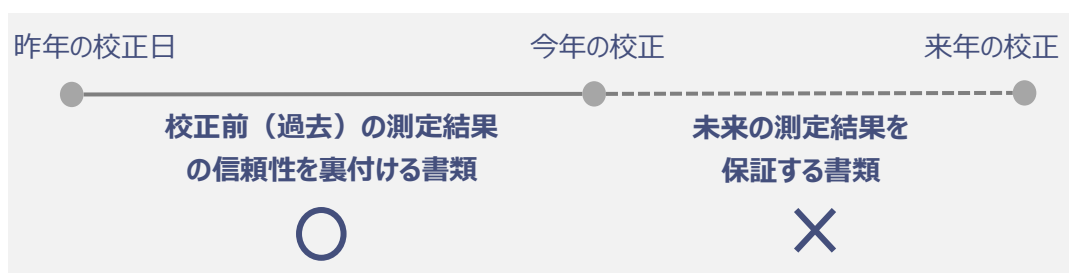 昨年の校正日 今年の校正 来年の校正
校正前（過去）の測定結果
の信頼性を裏付ける書類
未来の測定結果を
保証する書類